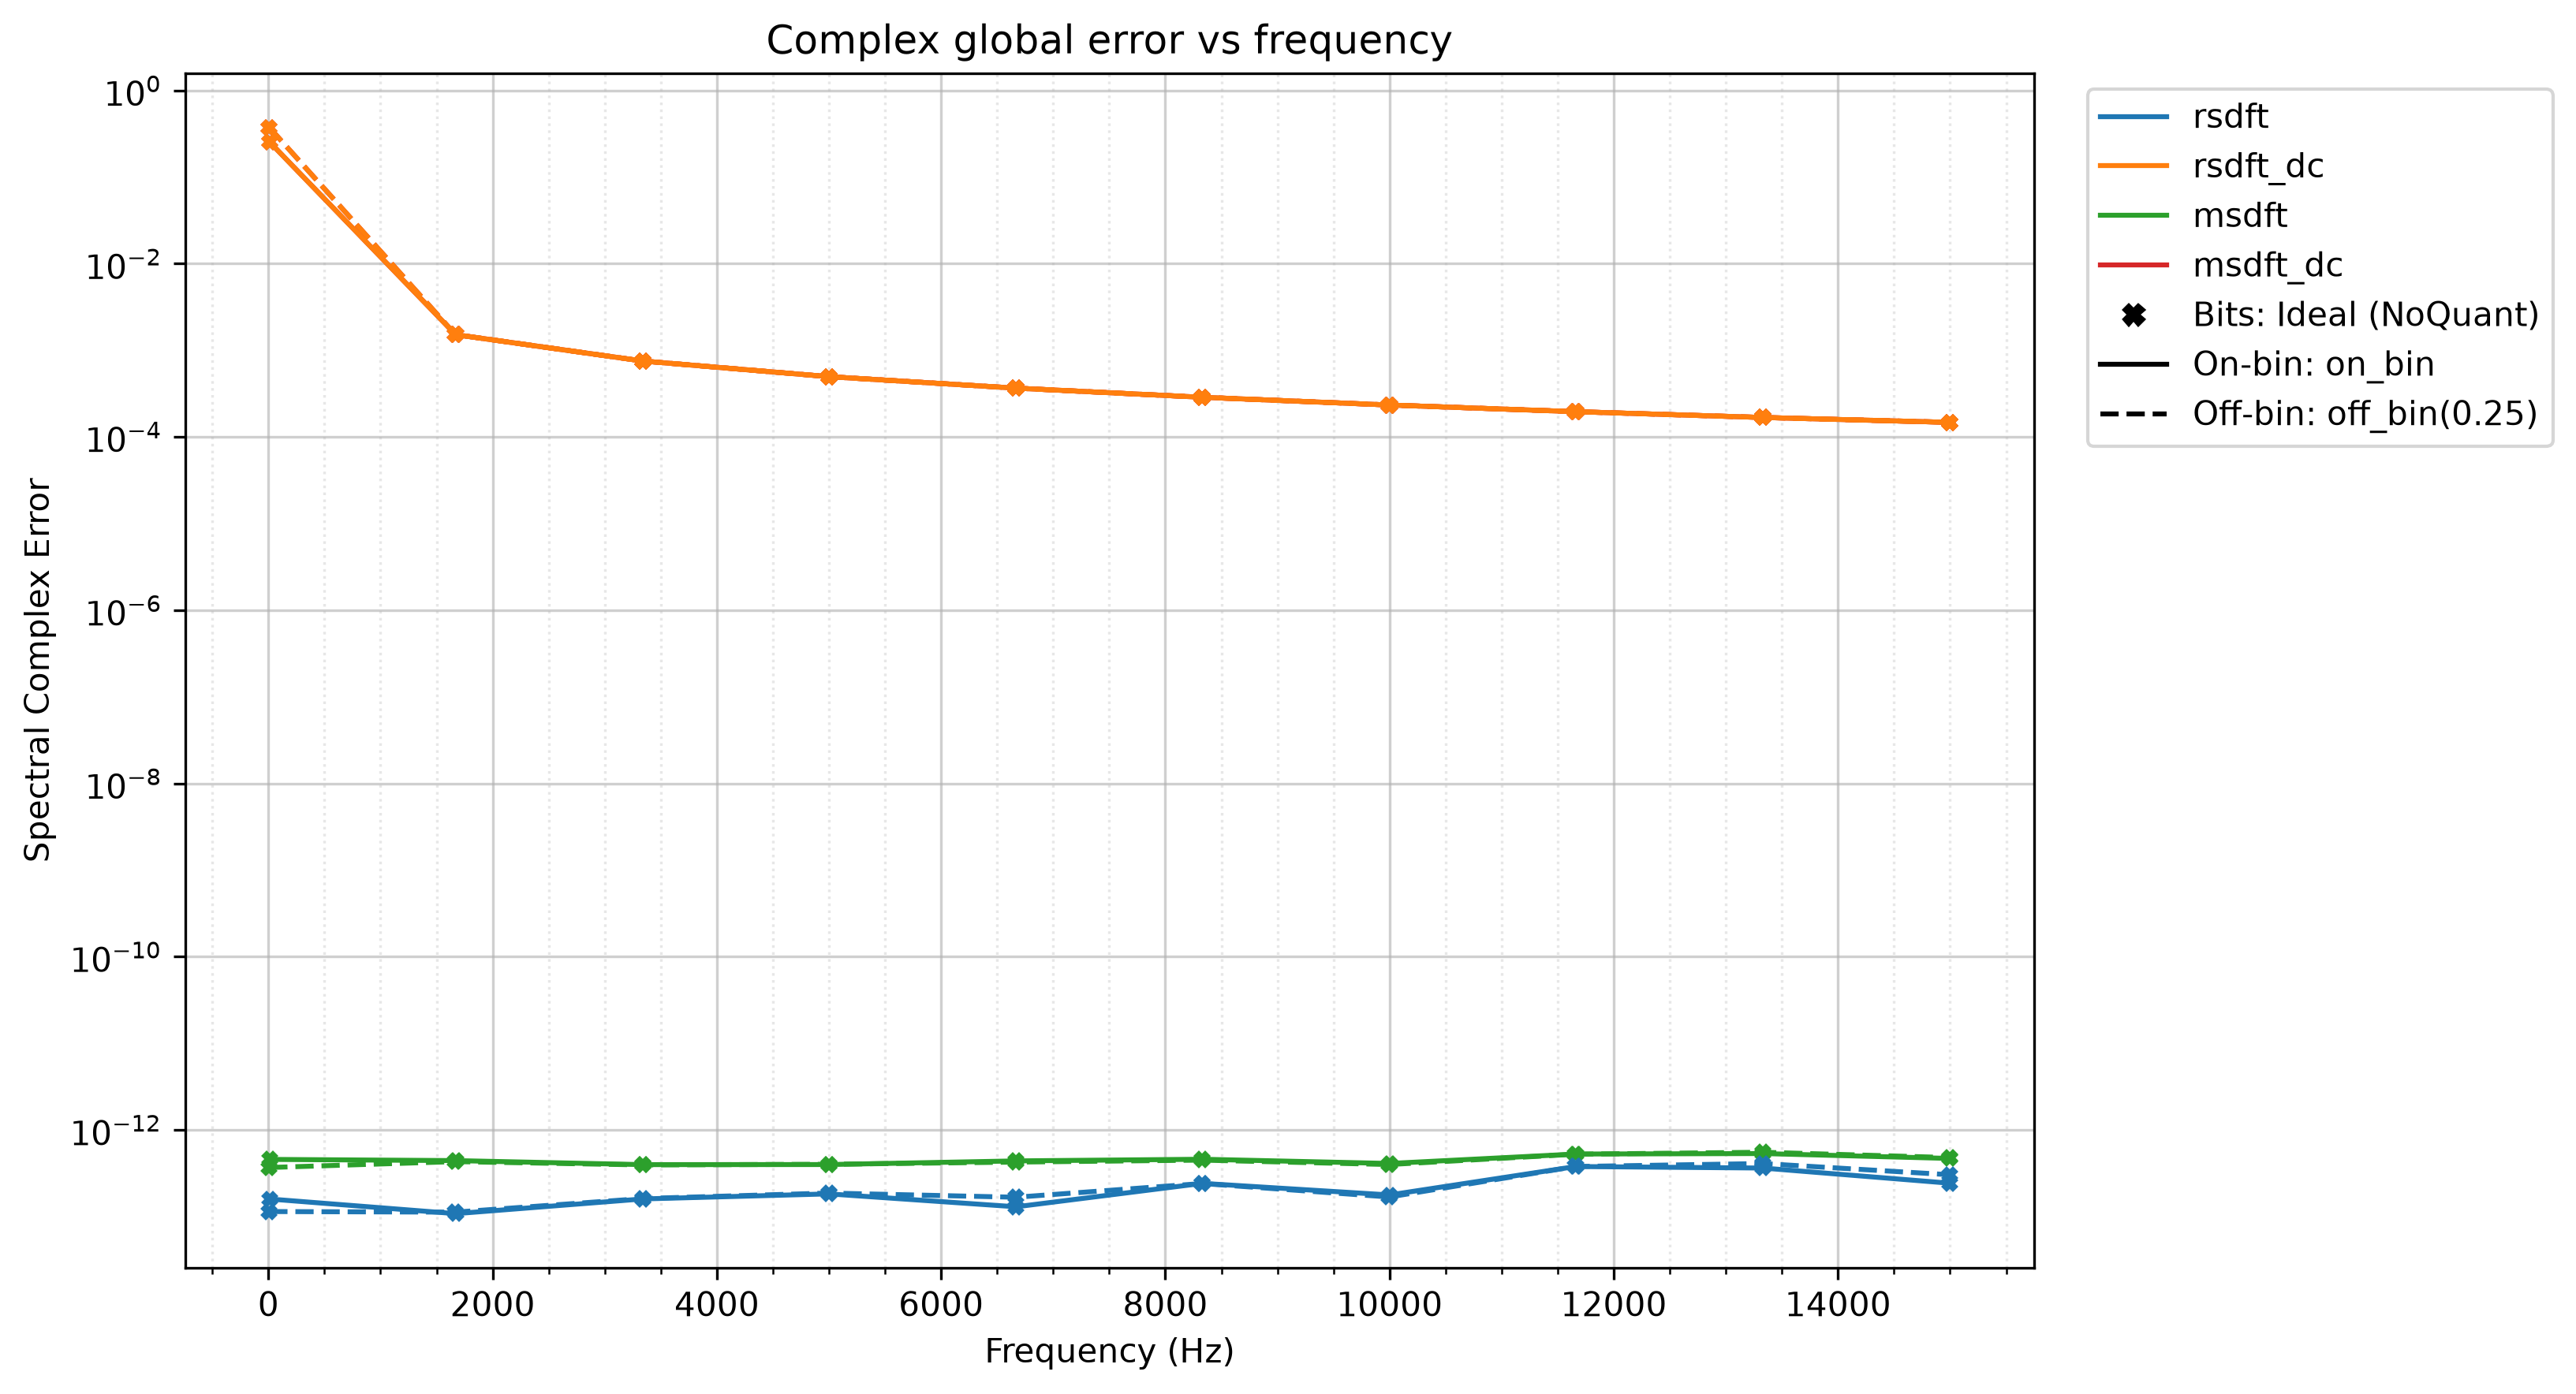 Complex global error vs frequency
10⁰
10⁻²
10⁻⁴
10⁻⁶
10⁻⁸
10⁻¹⁰
10⁻¹²
Spectral Complex Error
0 2000 4000 6000 8000 10000 12000 14000
Frequency (Hz)
rsdft
rsdft_dc
msdft
msdft_dc
Bits: Ideal (NoQuant)
On-bin: on_bin
Off-bin: off_bin(0.25)